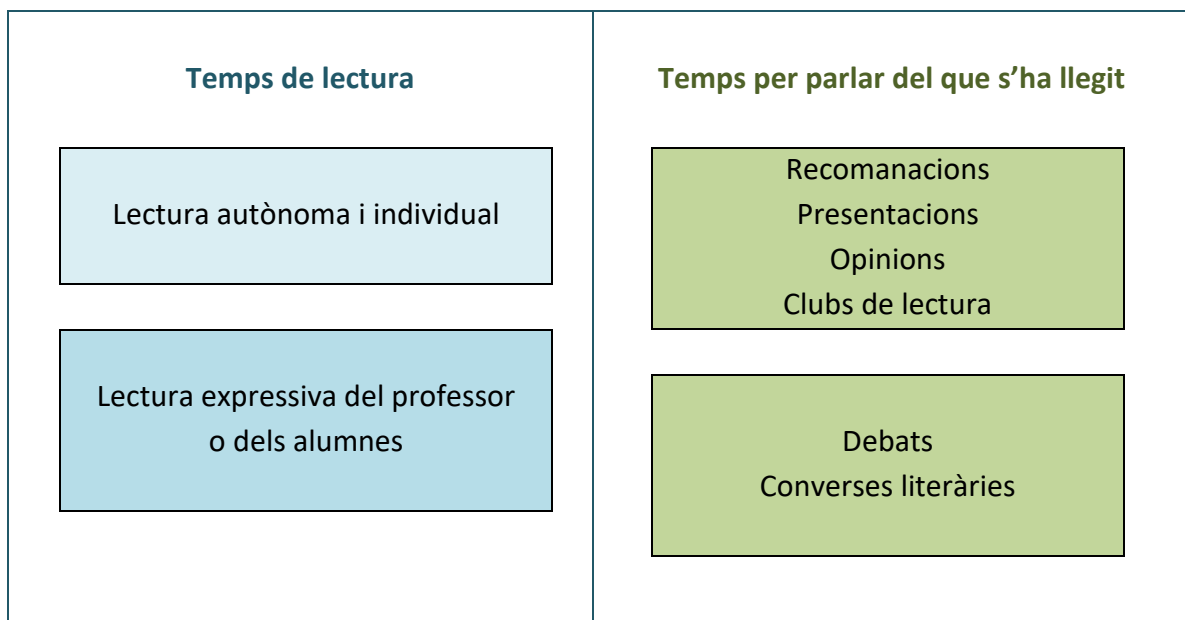 Temps de lectura
Lectura autònoma i individual
Lectura expressiva del professor
o dels alumnes
Temps per parlar del que s’ha llegit
Recomanacions
Presentacions
Opinions
Clubs de lectura
Debats
Converses literàries